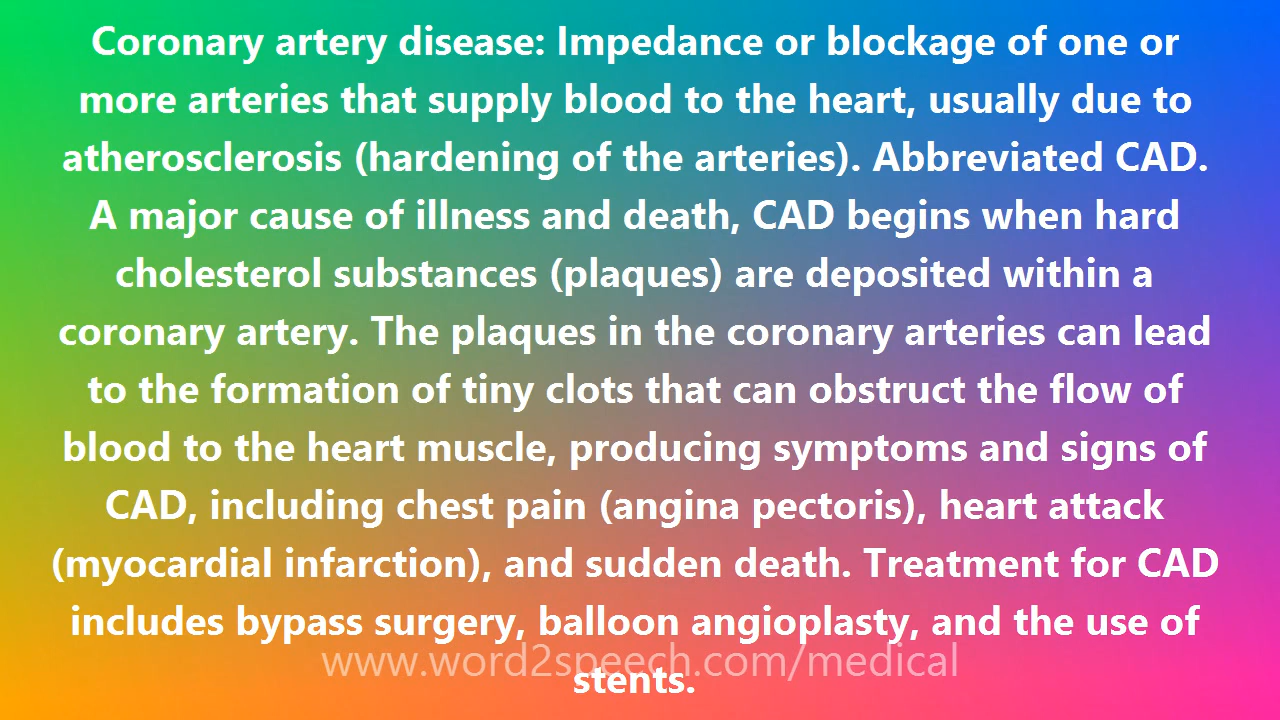 Coronary artery disease: Impedance or blockage of one or
more arteries that supply blood to the heart, usually due to
atherosclerosis (hardening of the arteries). Abbreviated CAD.
A major cause of illness and death, CAD begins when hard
cholesterol substances (plaques) are deposited within a
coronary artery. The plaques in the coronary arteries can lead
to the formation of tiny clots that can obstruct the flow of
blood to the heart muscle, producing symptoms and signs of
CAD, including chest pain (angina pectoris), heart attack
(myocardial infarction), and sudden death. Treatment for CAD
includes bypass surgery, balloon angioplasty, and the use of
www.word2speech.com/medical
stents.